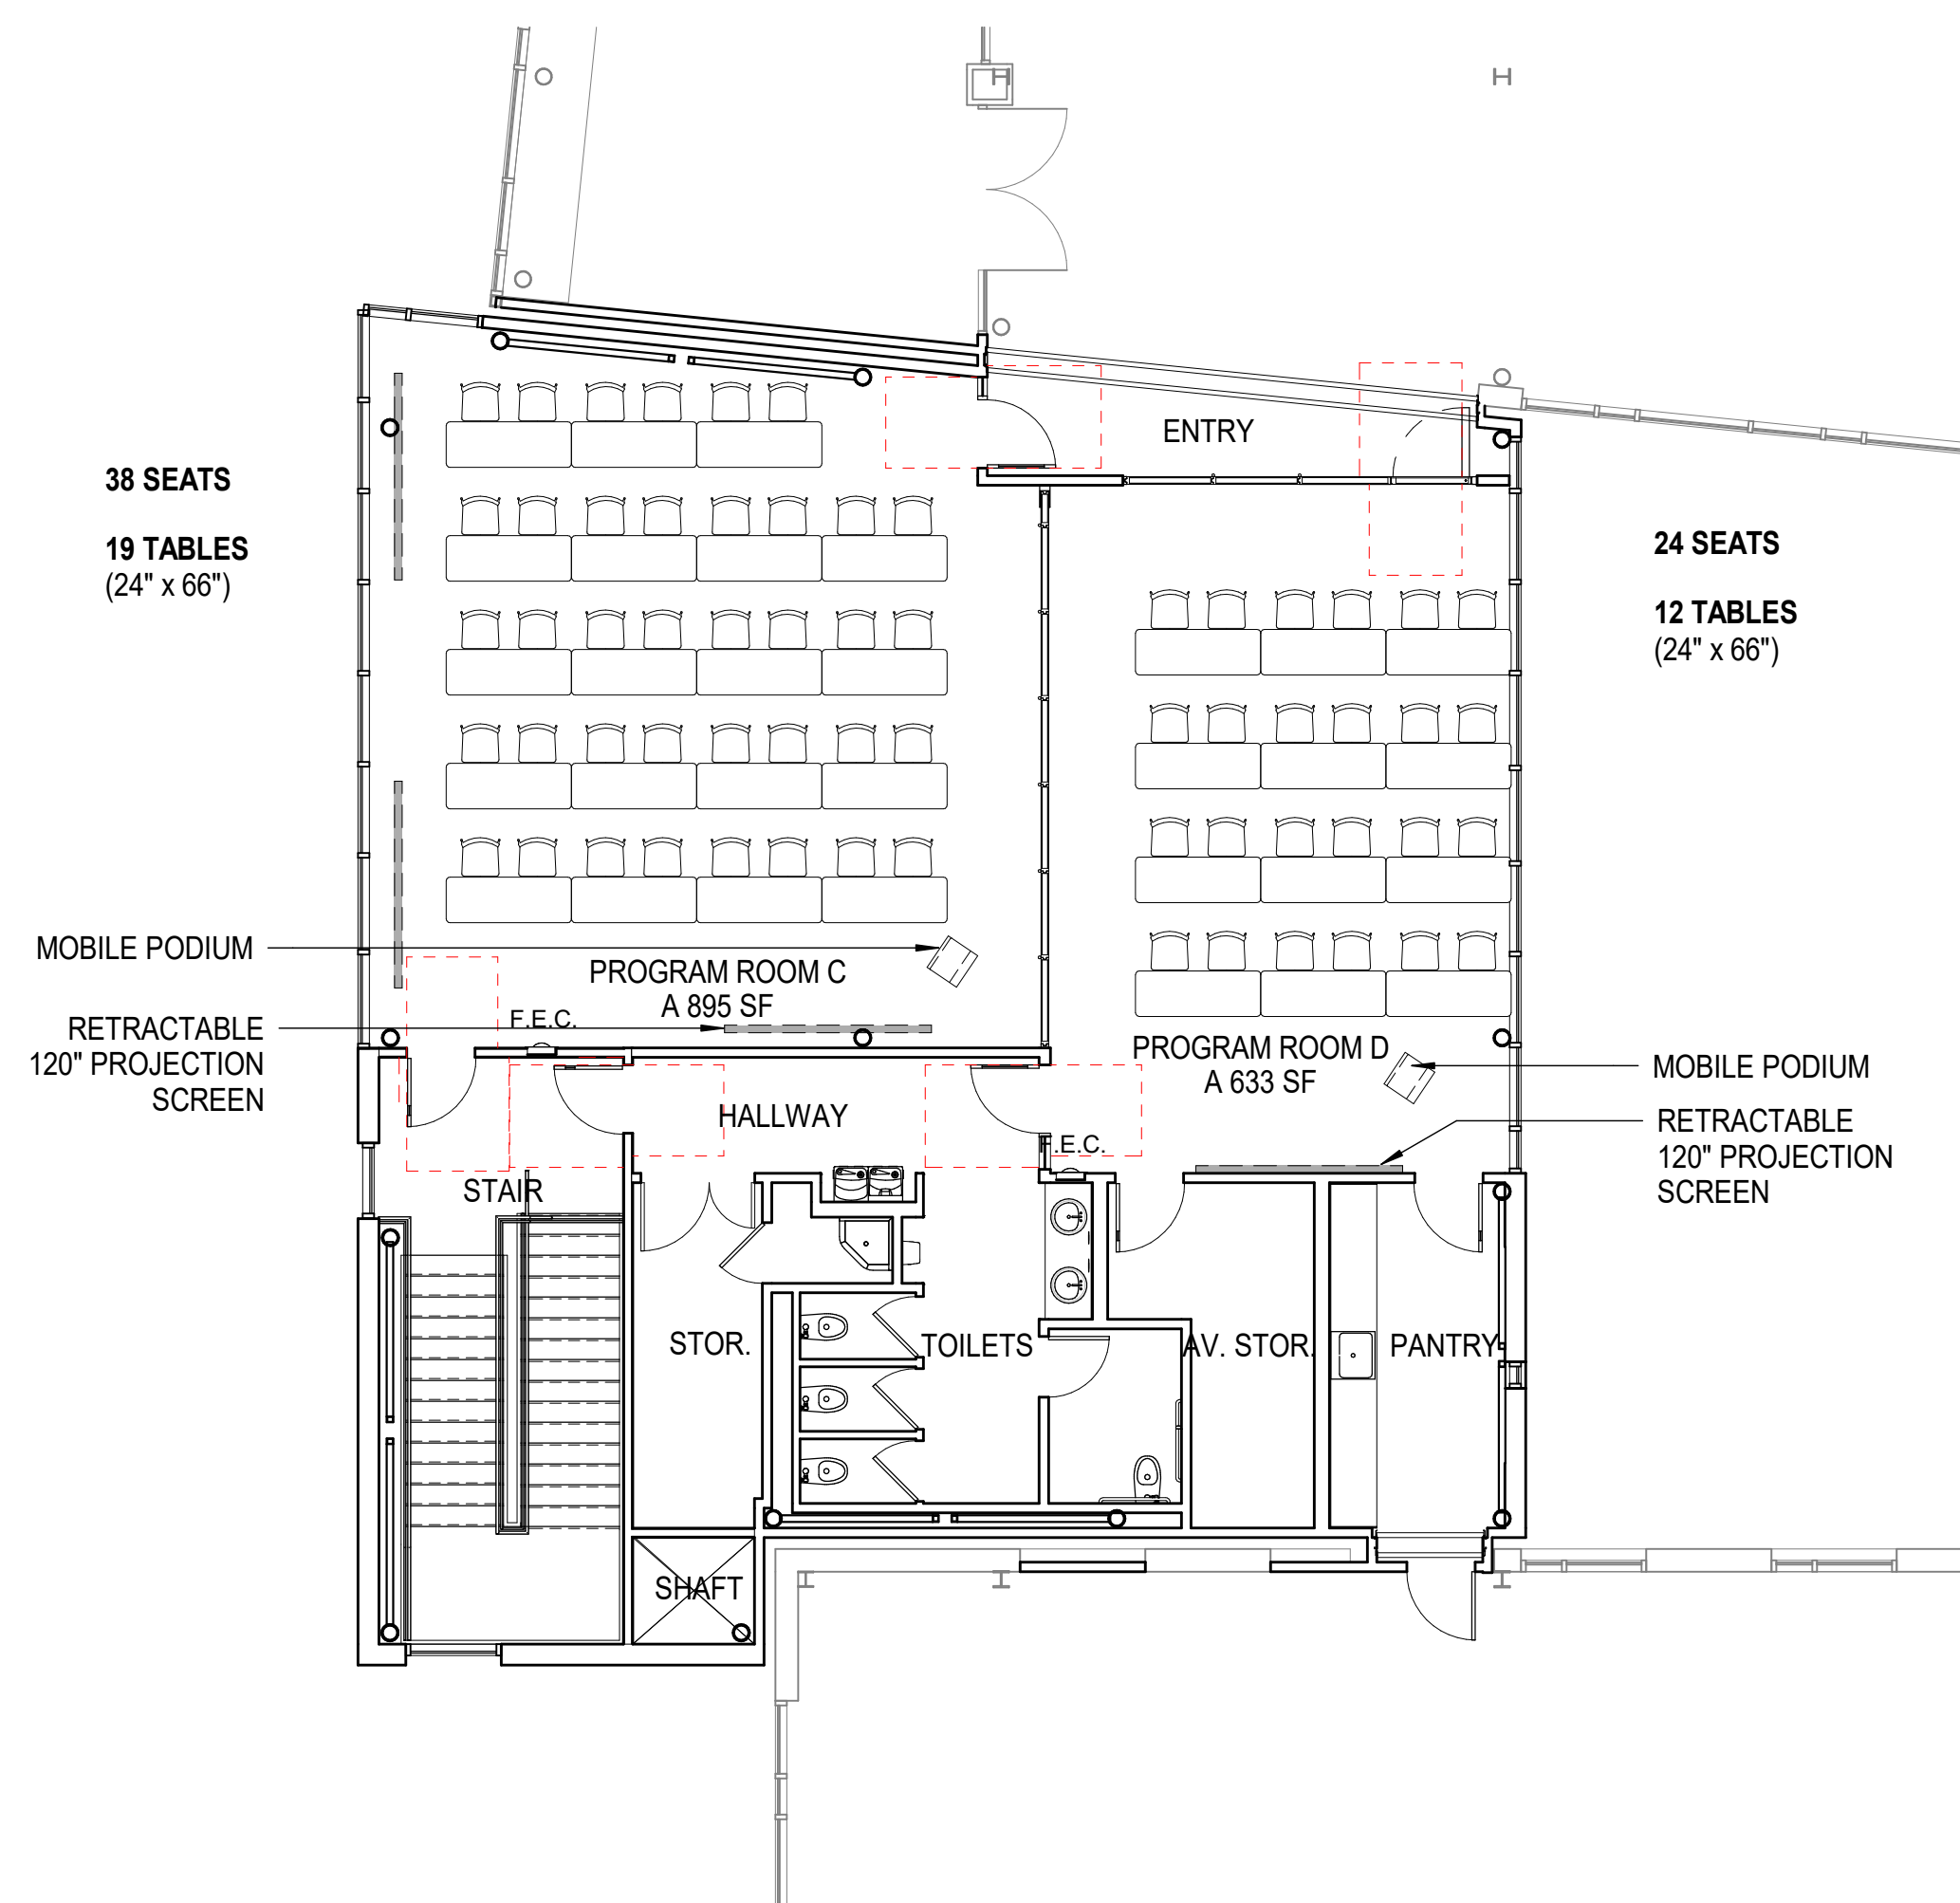 ENTRY
38 SEATS
19 TABLES
(24" x 66")
24 SEATS
12 TABLES
(24" x 66")
MOBILE PODIUM
PROGRAM ROOM C
A 895 SF
F.E.C.
RETRACTABLE
120" PROJECTION
SCREEN
PROGRAM ROOM D
A 633 SF
MOBILE PODIUM
RETRACTABLE
120" PROJECTION
SCREEN
HALLWAY
F.E.C.
STAIR
STOR.
TOILETS
AV. STOR.
PANTRY
SHAFT